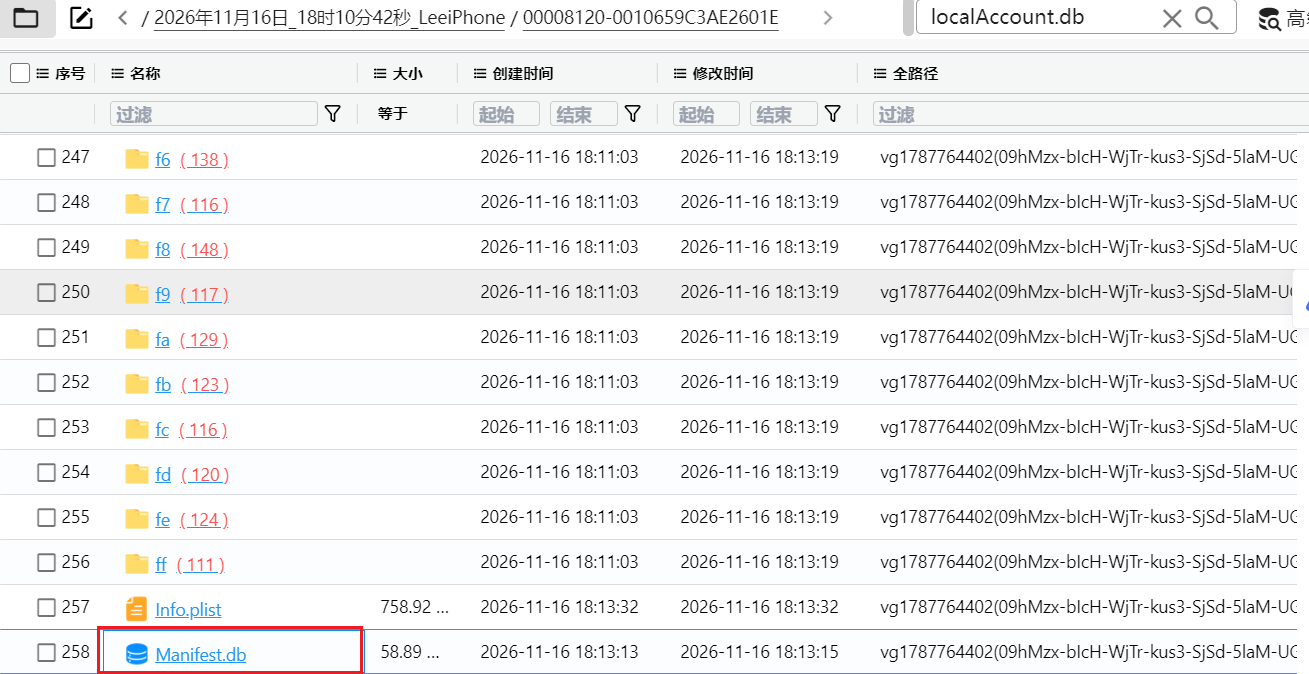 / 2026年11月16日_18时10分42秒_LeeiPhone / 00008120-0010659C3AE2601E localAccount.db
序号 名称 大小 创建时间 修改时间 全路径
过滤 等于 起始 结束 起始 结束 过滤
247 f6 ( 138 ) 2026-11-16 18:11:03 2026-11-16 18:13:19 vg1787764402(09hMzx-bIcH-WjTr-kus3-SjSd-5laM-UG
248 f7 ( 116 ) 2026-11-16 18:11:03 2026-11-16 18:13:19 vg1787764402(09hMzx-bIcH-WjTr-kus3-SjSd-5laM-UG
249 f8 ( 148 ) 2026-11-16 18:11:03 2026-11-16 18:13:19 vg1787764402(09hMzx-bIcH-WjTr-kus3-SjSd-5laM-UG
250 f9 ( 117 ) 2026-11-16 18:11:03 2026-11-16 18:13:19 vg1787764402(09hMzx-bIcH-WjTr-kus3-SjSd-5laM-UG
251 fa ( 129 ) 2026-11-16 18:11:03 2026-11-16 18:13:19 vg1787764402(09hMzx-bIcH-WjTr-kus3-SjSd-5laM-UG
252 fb ( 123 ) 2026-11-16 18:11:03 2026-11-16 18:13:19 vg1787764402(09hMzx-bIcH-WjTr-kus3-SjSd-5laM-UG
253 fc ( 116 ) 2026-11-16 18:11:03 2026-11-16 18:13:19 vg1787764402(09hMzx-bIcH-WjTr-kus3-SjSd-5laM-UG
254 fd ( 120 ) 2026-11-16 18:11:03 2026-11-16 18:13:19 vg1787764402(09hMzx-bIcH-WjTr-kus3-SjSd-5laM-UG
255 fe ( 124 ) 2026-11-16 18:11:03 2026-11-16 18:13:19 vg1787764402(09hMzx-bIcH-WjTr-kus3-SjSd-5laM-UG
256 ff ( 111 ) 2026-11-16 18:11:03 2026-11-16 18:13:19 vg1787764402(09hMzx-bIcH-WjTr-kus3-SjSd-5laM-UG
257 Info.plist 758.92 ... 2026-11-16 18:13:32 2026-11-16 18:13:32 vg1787764402(09hMzx-bIcH-WjTr-kus3-SjSd-5laM-UG
258 Manifest.db 58.89 ... 2026-11-16 18:13:13 2026-11-16 18:13:15 vg1787764402(09hMzx-bIcH-WjTr-kus3-SjSd-5laM-UG